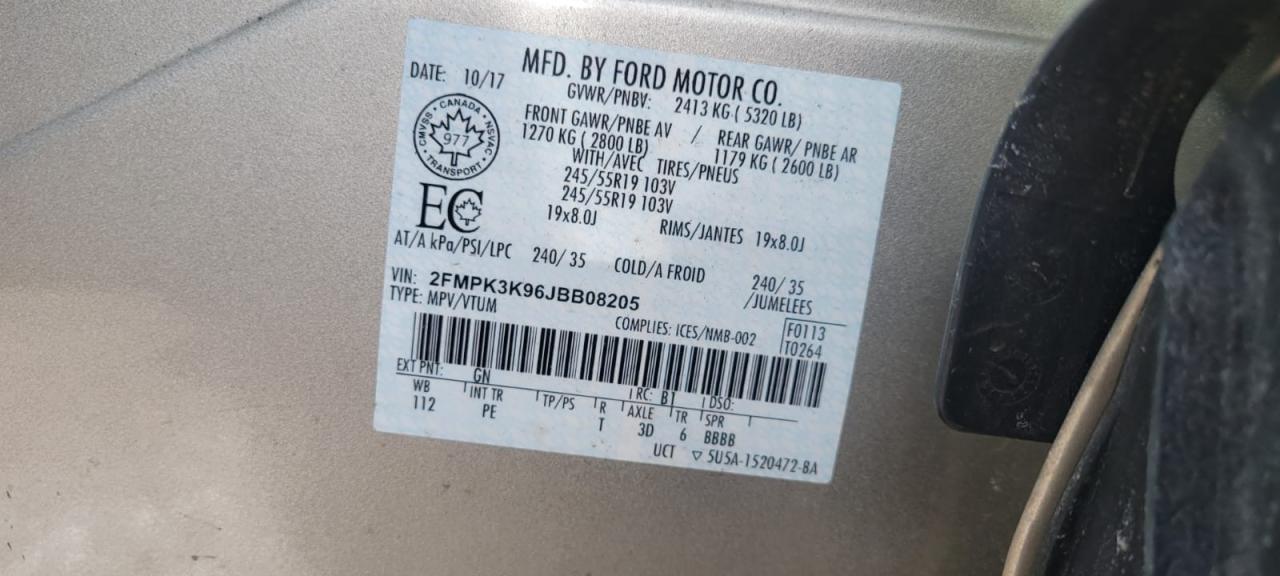 MFD. BY FORD MOTOR CO.
DATE: 10/17
GVWR/PNBV: 2413 KG ( 5320 LB)
FRONT GAWR/PNBE AV / REAR GAWR/ PNBE AR
1270 KG ( 2800 LB) 1179 KG ( 2600 LB)
WITH/AVEC TIRES/PNEUS
245/55R19 103V
245/55R19 103V
19x8.0J RIMS/JANTES 19x8.0J
CANADA
CMVSS 977 NSVAC
TRANSPORT
EC
AT/A kPa/PSI/LPC 240/ 35 COLD/A FROID 240/ 35
VIN: 2FMPK3K96JBB08205 /JUMELEES
TYPE: MPV/VTUM
COMPLIES: ICES/NMB-002
F0113
T0264
EXT PNT: GN RC: B1 DSO:
WB INT TR TP/PS R AXLE TR SPR
112 PE T 3D 6 BBBB
UCT ▽ 5U5A-1520472-BA